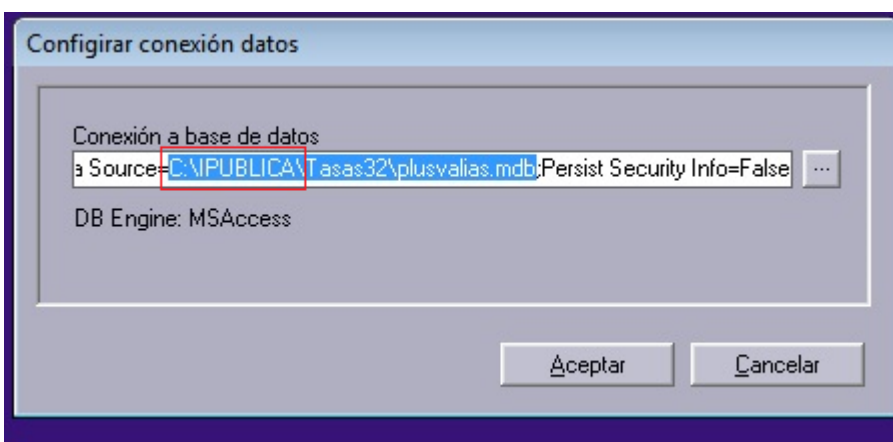 Configirar conexión datos
Conexión a base de datos
a Source=C:\IPUBLICA\Tasas32\plusvalias.mdb;Persist Security Info=False
...
DB Engine: MSAccess
Aceptar
Cancelar